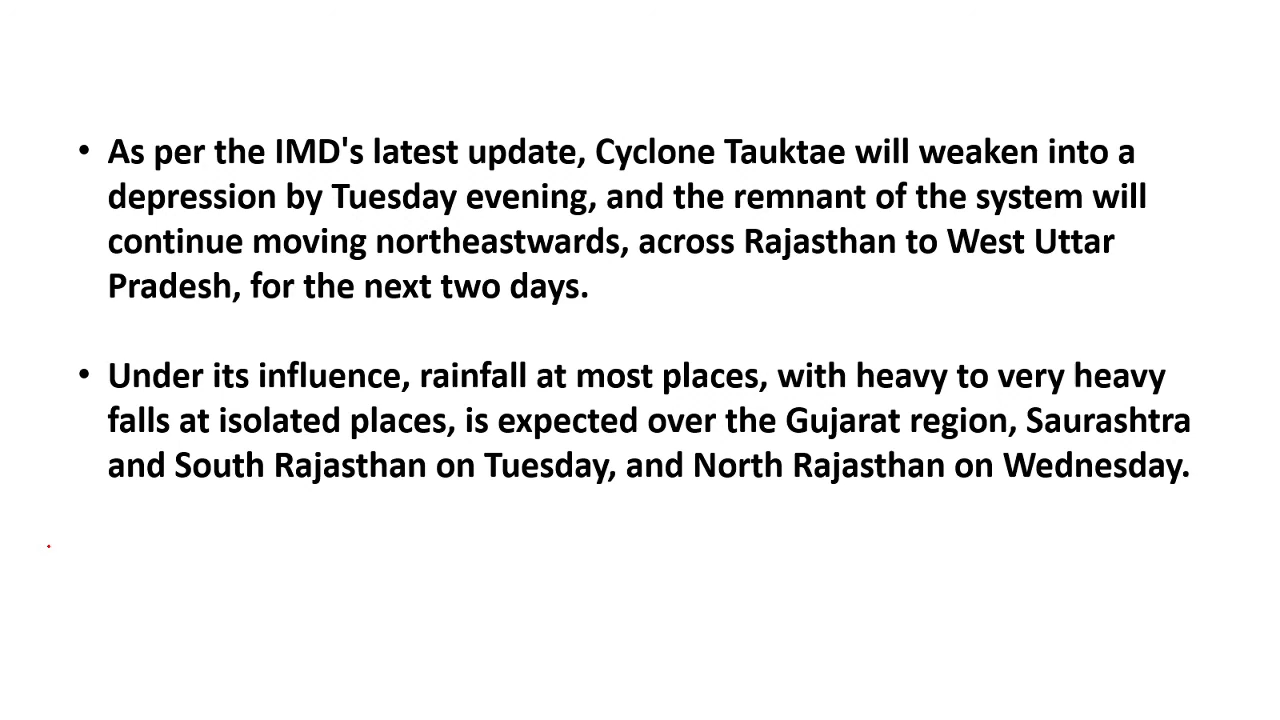 • As per the IMD's latest update, Cyclone Tauktae will weaken into a
depression by Tuesday evening, and the remnant of the system will
continue moving northeastwards, across Rajasthan to West Uttar
Pradesh, for the next two days.
• Under its influence, rainfall at most places, with heavy to very heavy
falls at isolated places, is expected over the Gujarat region, Saurashtra
and South Rajasthan on Tuesday, and North Rajasthan on Wednesday.